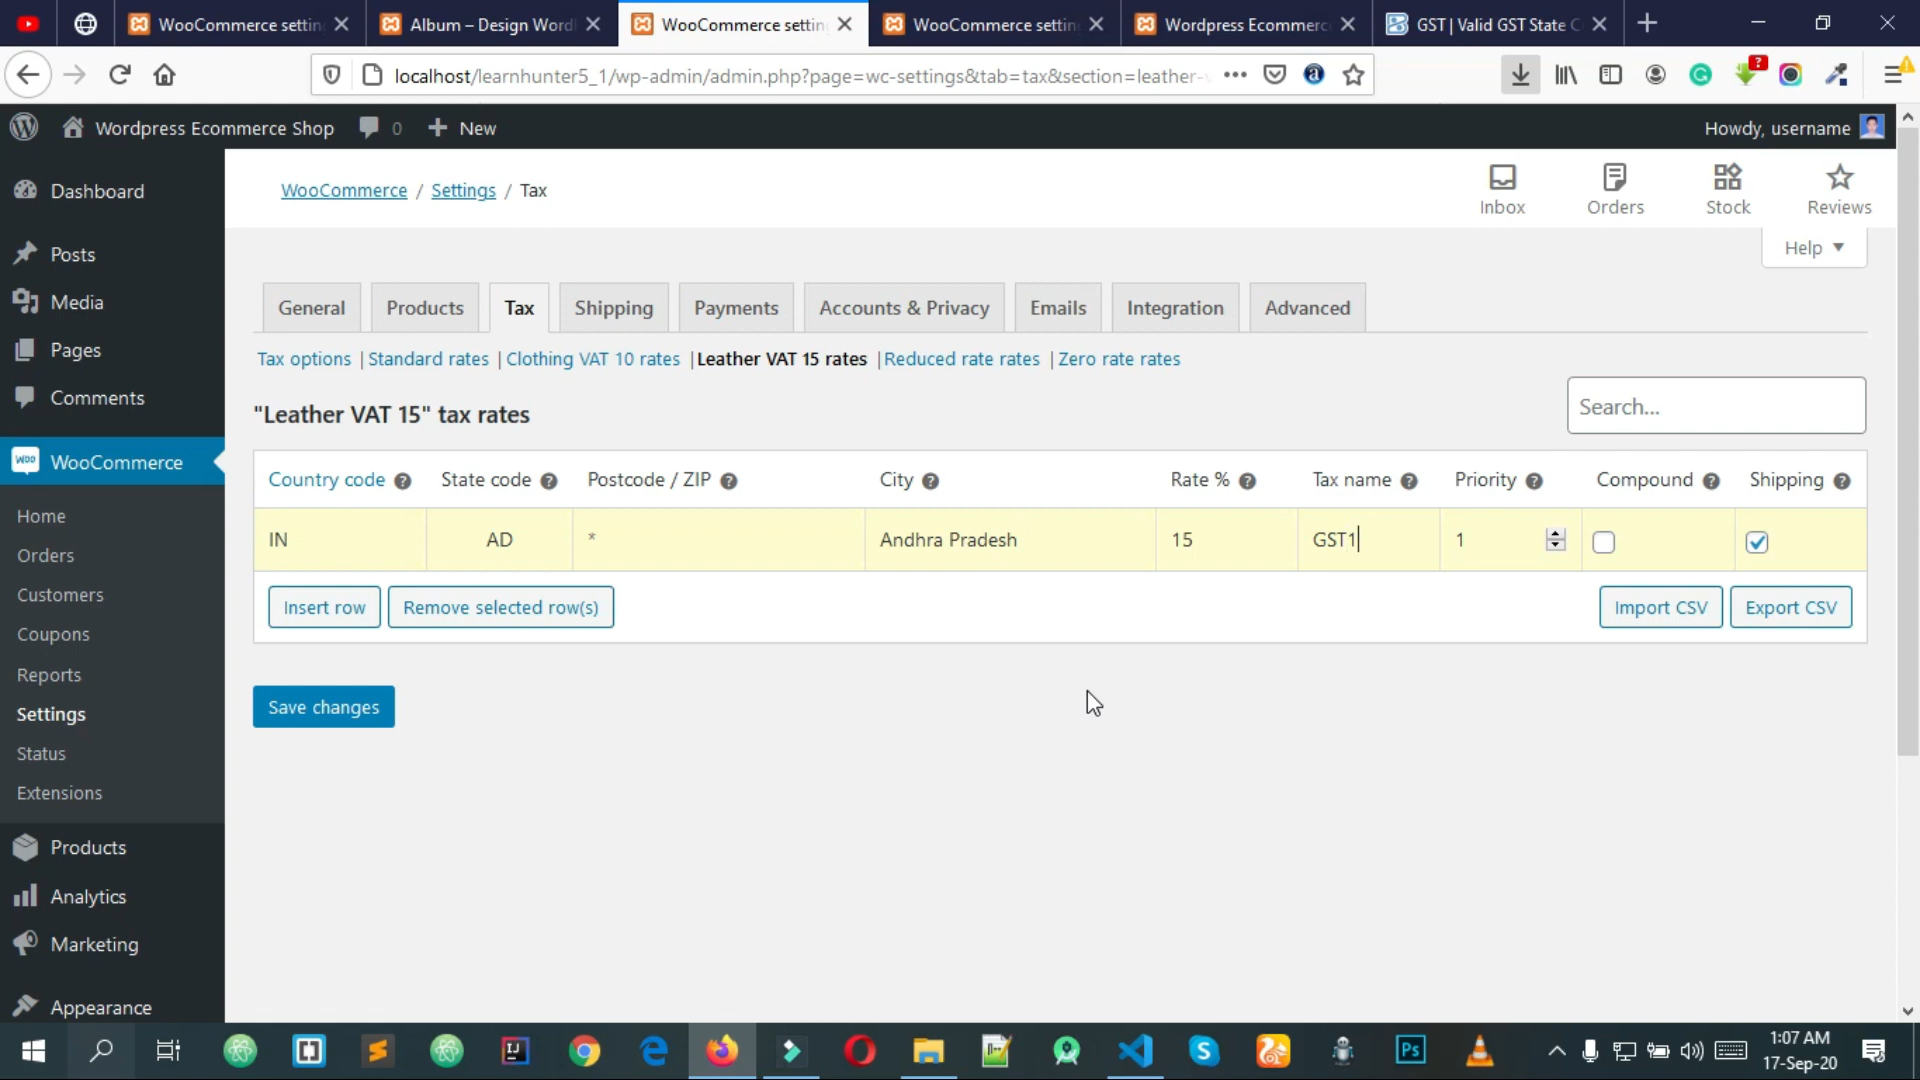 WooCommerce settin
Album – Design Word
WooCommerce settin
WooCommerce settin
Wordpress Ecommerc
GST | Valid GST State C
localhost/learnhunter5_1/wp-admin/admin.php?page=wc-settings&tab=tax&section=leather-
Wordpress Ecommerce Shop
0
New
Howdy, username
Dashboard
Posts
Media
Pages
Comments
WooCommerce
Home
Orders
Customers
Coupons
Reports
Settings
Status
Extensions
Products
Analytics
Marketing
Appearance
WooCommerce / Settings / Tax
Inbox
Orders
Stock
Reviews
Help
General
Products
Tax
Shipping
Payments
Accounts & Privacy
Emails
Integration
Advanced
Tax options | Standard rates | Clothing VAT 10 rates | Leather VAT 15 rates | Reduced rate rates | Zero rate rates
"Leather VAT 15" tax rates
Search...
Country code ? State code ? Postcode / ZIP ? City ? Rate % ? Tax name ? Priority ? Compound ? Shipping ?
IN AD * Andhra Pradesh 15 GST1 1
Insert row
Remove selected row(s)
Import CSV
Export CSV
Save changes
1:07 AM
17-Sep-20